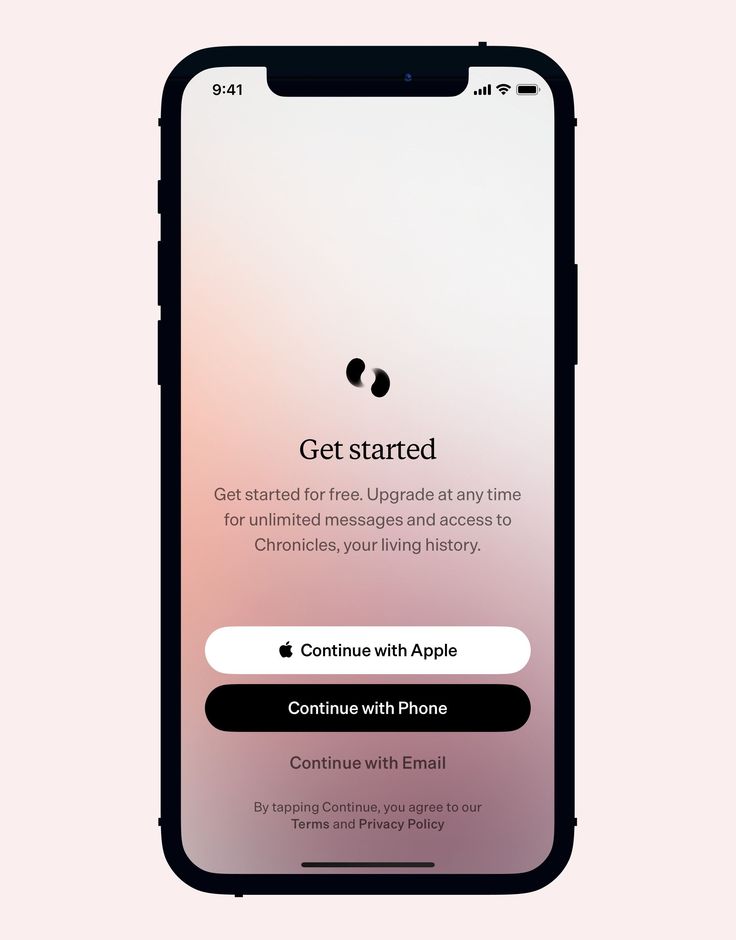 9:41
Get started
Get started for free. Upgrade at any time
for unlimited messages and access to
Chronicles, your living history.
Continue with Apple
Continue with Phone
Continue with Email
By tapping Continue, you agree to our
Terms and Privacy Policy